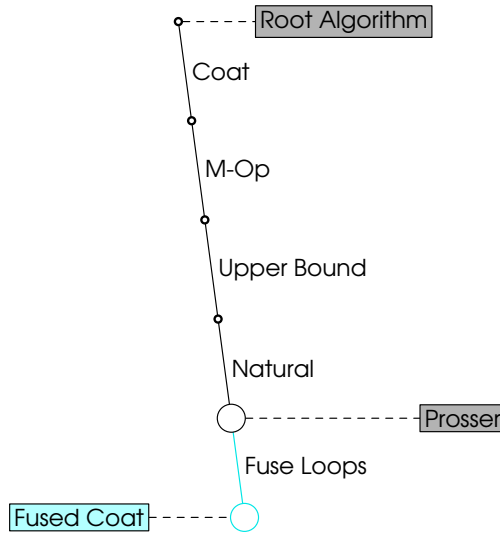 Root Algorithm
Coat
M-Op
Upper Bound
Natural
Prosser
Fuse Loops
Fused Coat